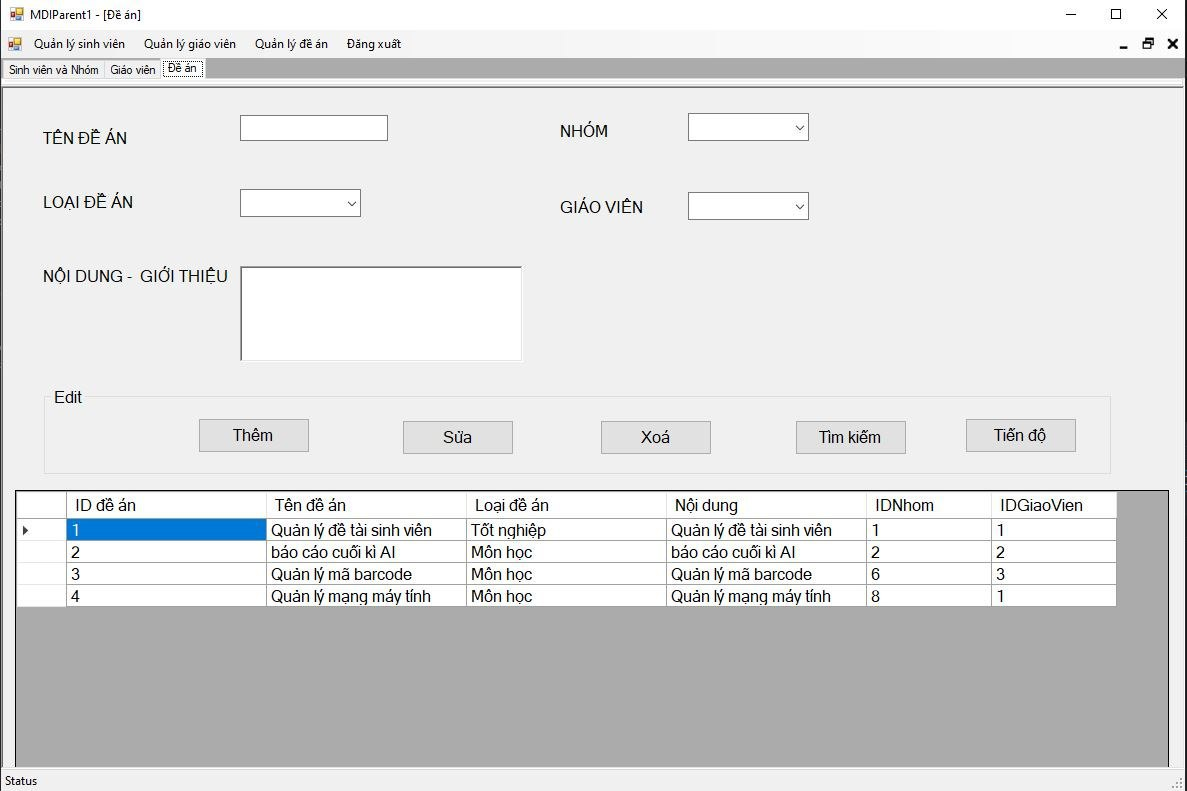 MDIParent1 - [Đề án]
Quản lý sinh viên Quản lý giáo viên Quản lý đề án Đăng xuất
Sinh viên và Nhóm Giáo viên Đề án
TÊN ĐỀ ÁN NHÓM
LOẠI ĐỀ ÁN GIÁO VIÊN
NỘI DUNG - GIỚI THIỆU
Edit
Thêm Sửa Xoá Tìm kiếm Tiến độ
ID đề án Tên đề án Loại đề án Nội dung IDNhom IDGiaoVien
1 Quản lý đề tài sinh viên Tốt nghiệp Quản lý đề tài sinh viên 1 1
2 báo cáo cuối kì AI Môn học báo cáo cuối kì AI 2 2
3 Quản lý mã barcode Môn học Quản lý mã barcode 6 3
4 Quản lý mạng máy tính Môn học Quản lý mạng máy tính 8 1
Status